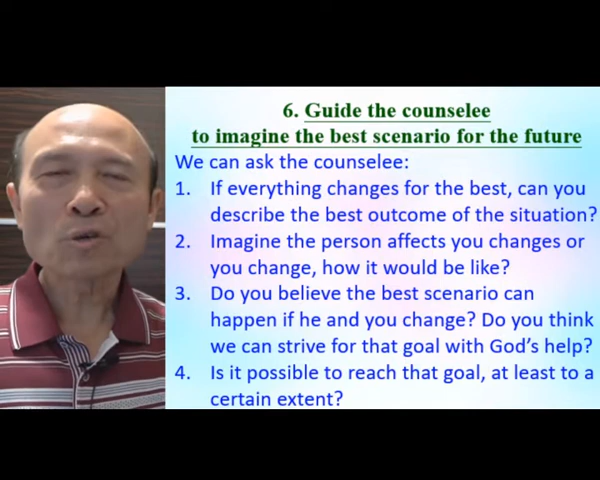 6. Guide the counselee
to imagine the best scenario for the future
We can ask the counselee:
1. If everything changes for the best, can you
describe the best outcome of the situation?
2. Imagine the person affects you changes or
you change, how it would be like?
3. Do you believe the best scenario can
happen if he and you change? Do you think
we can strive for that goal with God's help?
4. Is it possible to reach that goal, at least to a
certain extent?